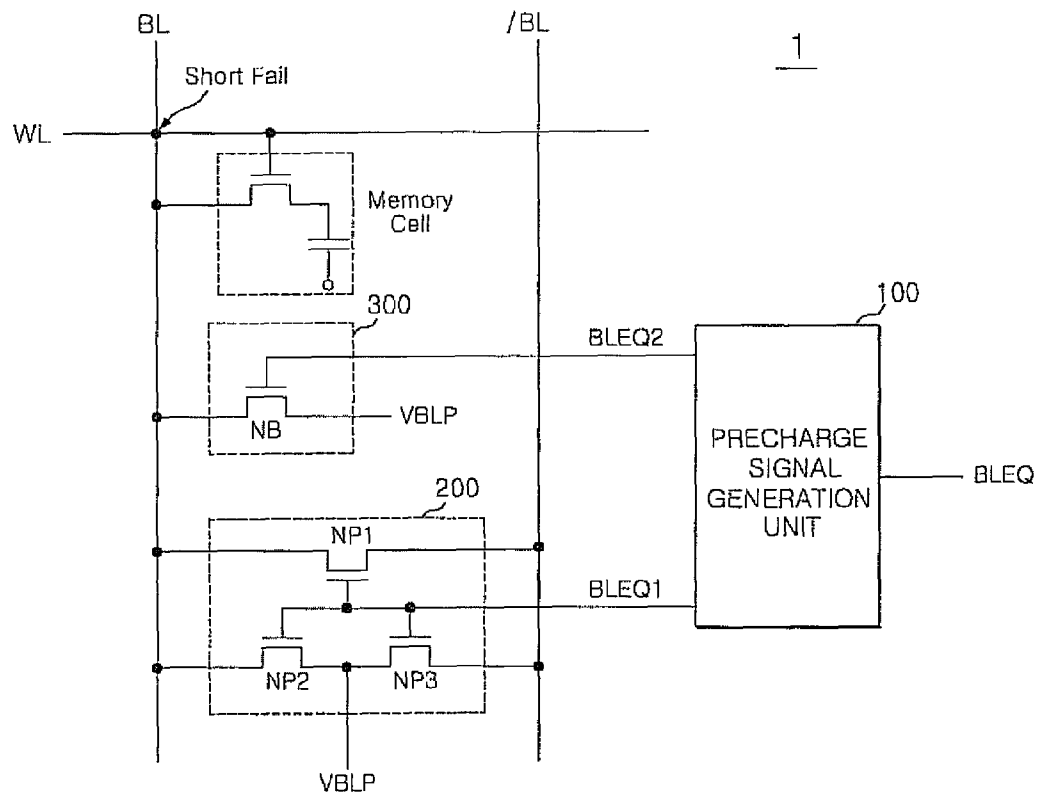 BL
/BL
1
Short Fail
WL
Memory
Cell
300
100
BLEQ2
NB
VBLP
PRECHARGE
SIGNAL
GENERATION
UNIT
BLEQ
200
NP1
BLEQ1
NP2
NP3
VBLP